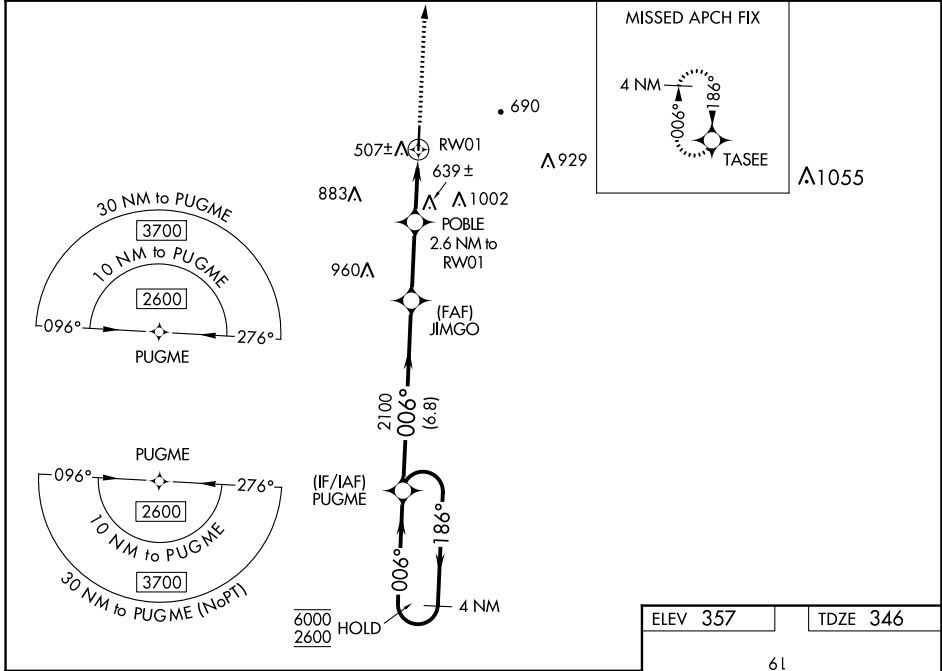 MISSED APCH FIX
4 NM
186°
006°
TASEE
690
507±
RW01
639 ±
929
1055
883
1002
POBLE
2.6 NM to
RW01
960
(FAF)
JIMGO
30 NM to PUGME
3700
10 NM to PUGME
2600
096°
276°
PUGME
2100
006°
(6.8)
PUGME
096°
276°
2600
10 NM to PUGME
3700
30 NM to PUGME (NoPT)
(IF/IAF)
PUGME
186°
006°
6000
2600
HOLD
4 NM
ELEV 357
TDZE 346
61